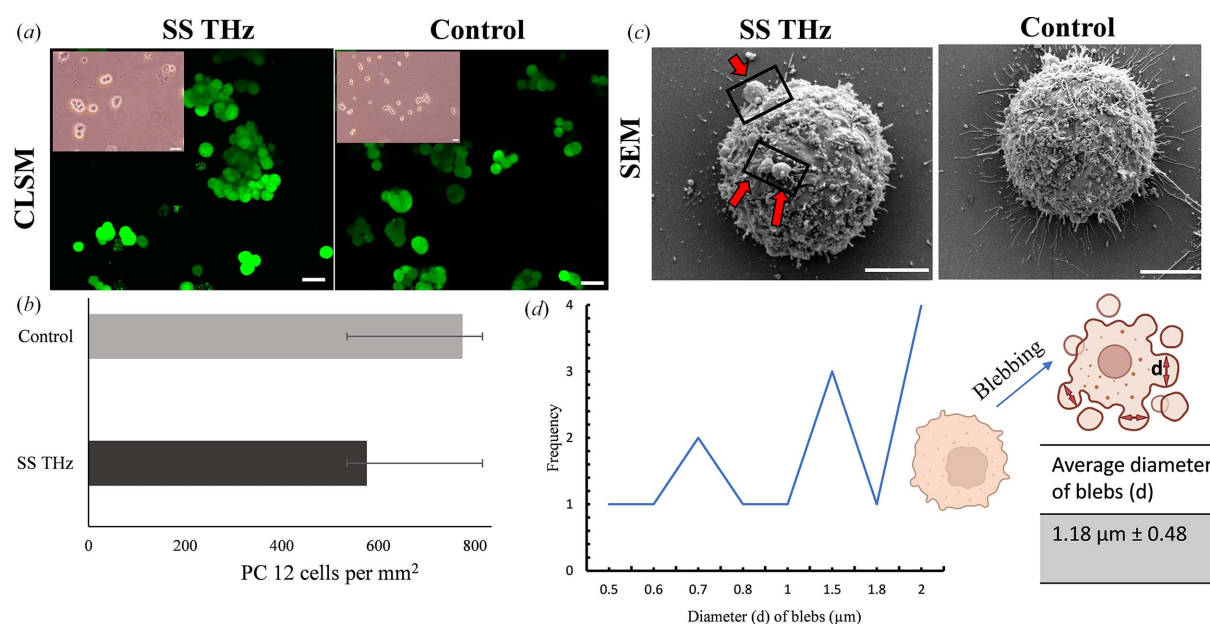 (a)
SS THz
Control
CLSM
(b)
Control
SS THz
0
200
400
600
800
PC 12 cells per mm²
(c)
SS THz
Control
SEM
(d)
4
3
2
1
0
Frequency
0.5
0.6
0.7
0.8
1
1.5
1.8
2
Diameter (d) of blebs (µm)
Blebbing
d
Average diameter
of blebs (d)
1.18 µm ± 0.48